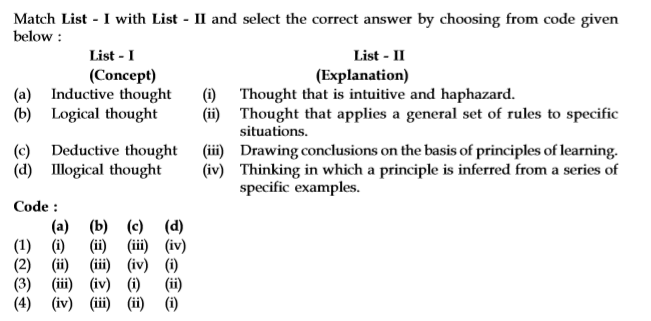 Match List - I with List - II and select the correct answer by choosing from code given
below :
List - I List - II
(Concept) (Explanation)
(a) Inductive thought (i) Thought that is intuitive and haphazard.
(b) Logical thought (ii) Thought that applies a general set of rules to specific
situations.
(c) Deductive thought (iii) Drawing conclusions on the basis of principles of learning.
(d) Illogical thought (iv) Thinking in which a principle is inferred from a series of
specific examples.
Code :
(a) (b) (c) (d)
(1) (i) (ii) (iii) (iv)
(2) (ii) (iii) (iv) (i)
(3) (iii) (iv) (i) (ii)
(4) (iv) (iii) (ii) (i)